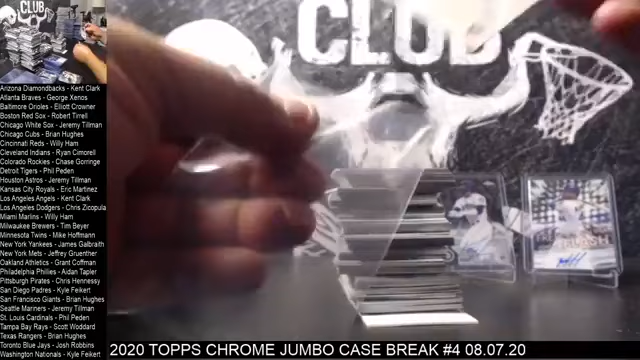 CLUB
CLUB
Arizona Diamondbacks - Kent Clark
Atlanta Braves - George Xenos
Baltimore Orioles - Elliott Crowner
Boston Red Sox - Robert Tirrell
Chicago White Sox - Jeremy Tillman
Chicago Cubs - Brian Hughes
Cincinnati Reds - Willy Ham
Cleveland Indians - Ryan Cimorell
Colorado Rockies - Chase Gorringe
Detroit Tigers - Phil Peden
Houston Astros - Jeremy Tillman
Kansas City Royals - Eric Martinez
Los Angeles Angels - Kent Clark
Los Angeles Dodgers - Chris Zicopula
Miami Marlins - Willy Ham
Milwaukee Brewers - Tim Beyer
Minnesota Twins - Mike Hoffmann
New York Yankees - James Galbraith
New York Mets - Jeffrey Gruenther
Oakland Athletics - Grant Coffman
Philadelphia Phillies - Aidan Tapler
Pittsburgh Pirates - Chris Hennessy
San Diego Padres - Kyle Feikert
San Francisco Giants - Brian Hughes
Seattle Mariners - Jeremy Tillman
St. Louis Cardinals - Phil Peden
Tampa Bay Rays - Scott Woddard
Texas Rangers - Brian Hughes
Toronto Blue Jays - Josh Robbins
Washington Nationals - Kyle Feikert
2020 TOPPS CHROME JUMBO CASE BREAK #4 08.07.20